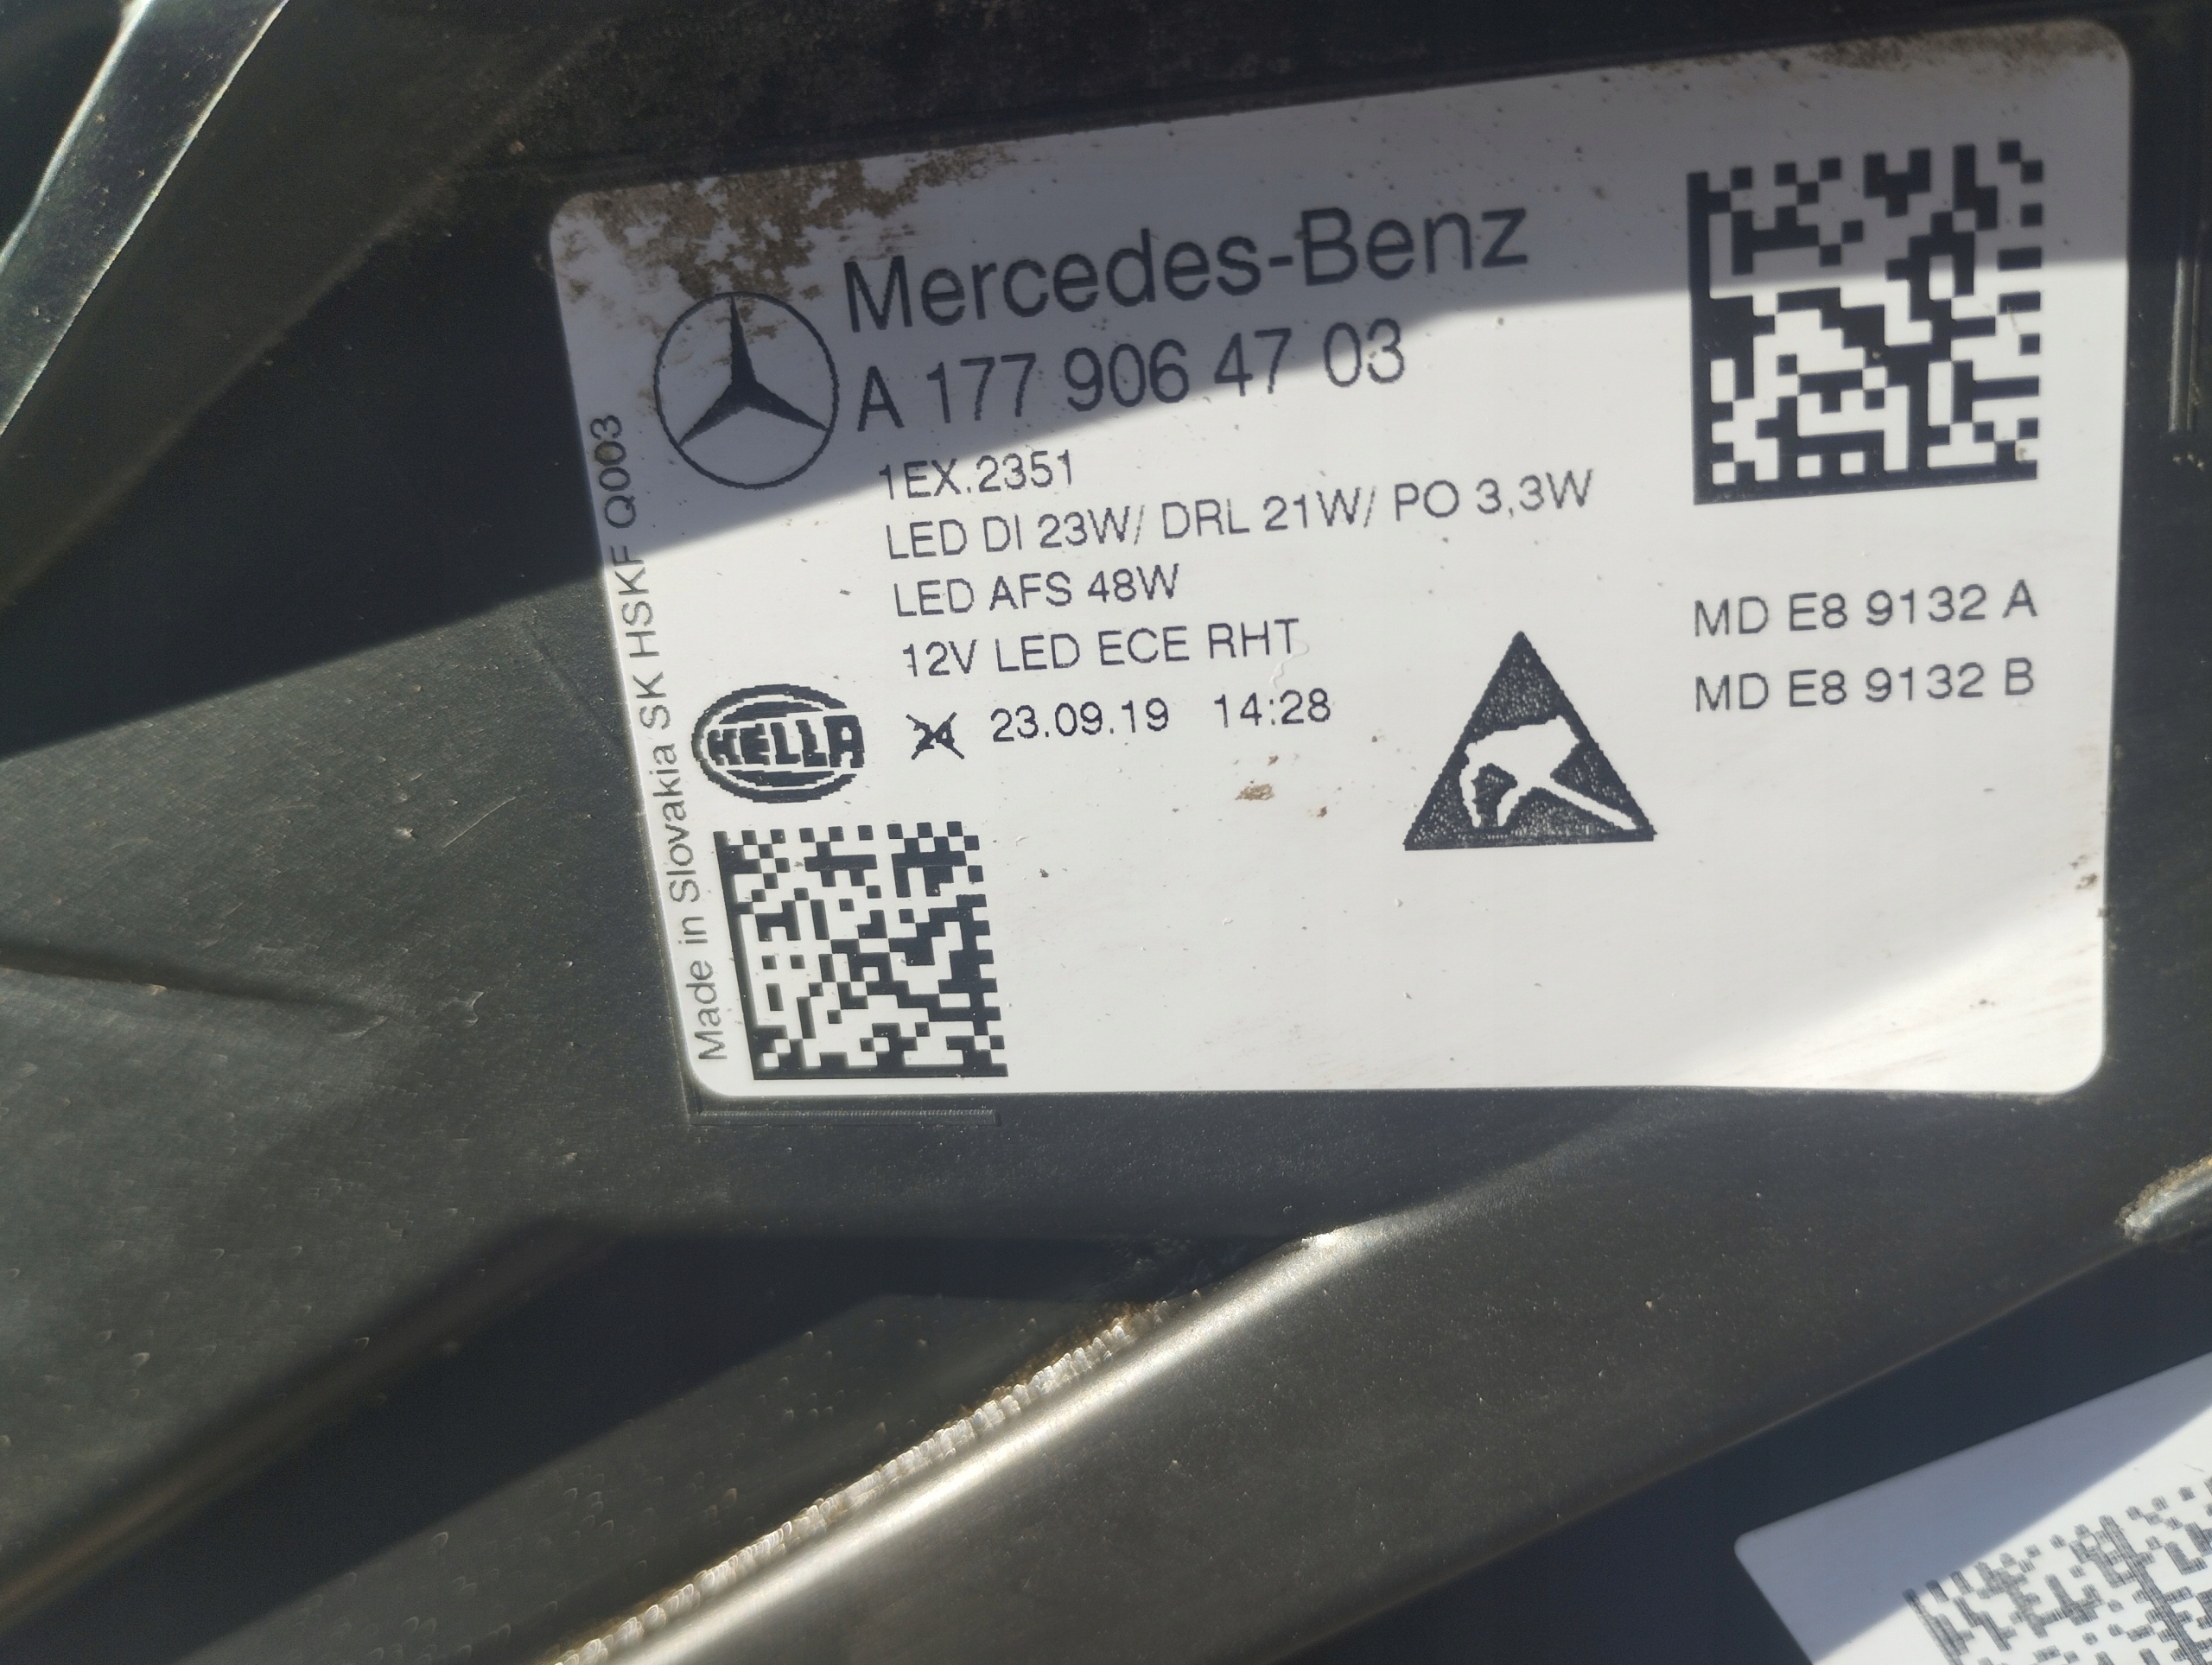 Mercedes-Benz
A 177 906 47 03
1EX.2351
LED DI 23W/ DRL 21W/ PO 3,3W
LED AFS 48W
12V LED ECE RHT
23.09.19 14:28
HELLA
MD E8 9132 A
MD E8 9132 B
Made in Slovakia SK HSKF Q003